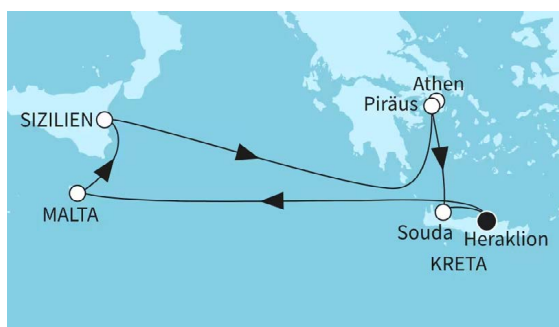 Athen
Piräus
SIZILIEN
MALTA
Souda
Heraklion
KRETA